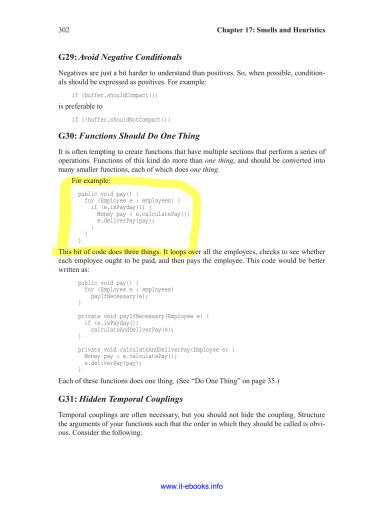 302
Chapter 17: Smells and Heuristics
G29: Avoid Negative Conditionals
Negatives are just a bit harder to understand than positives. So, when possible, condition-
als should be expressed as positives. For example:
if (buffer.shouldCompact())
is preferable to
if (!buffer.shouldNotCompact())
G30: Functions Should Do One Thing
It is often tempting to create functions that have multiple sections that perform a series of
operations. Functions of this kind do more than one thing, and should be converted into
many smaller functions, each of which does one thing.
For example:
public void pay() {
for (Employee e : employees) {
if (e.isPayday()) {
Money pay = e.calculatePay();
e.deliverPay(pay);
}
}
}
This bit of code does three things. It loops over all the employees, checks to see whether
each employee ought to be paid, and then pays the employee. This code would be better
written as:
public void pay() {
for (Employee e : employees)
payIfNecessary(e);
}
private void payIfNecessary(Employee e) {
if (e.isPayday())
calculateAndDeliverPay(e);
}
private void calculateAndDeliverPay(Employee e) {
Money pay = e.calculatePay();
e.deliverPay(pay);
}
Each of these functions does one thing. (See “Do One Thing” on page 35.)
G31: Hidden Temporal Couplings
Temporal couplings are often necessary, but you should not hide the coupling. Structure
the arguments of your functions such that the order in which they should be called is obvi-
ous. Consider the following:
www.it-ebooks.info